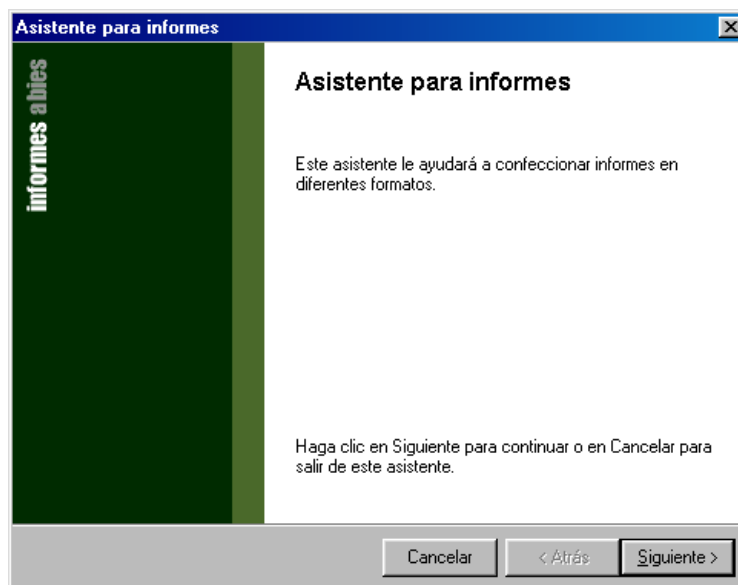 Asistente para informes
informes abies
Asistente para informes
Este asistente le ayudará a confeccionar informes en
diferentes formatos.
Haga clic en Siguiente para continuar o en Cancelar para
salir de este asistente.
Cancelar
< Atrás
Siguiente >